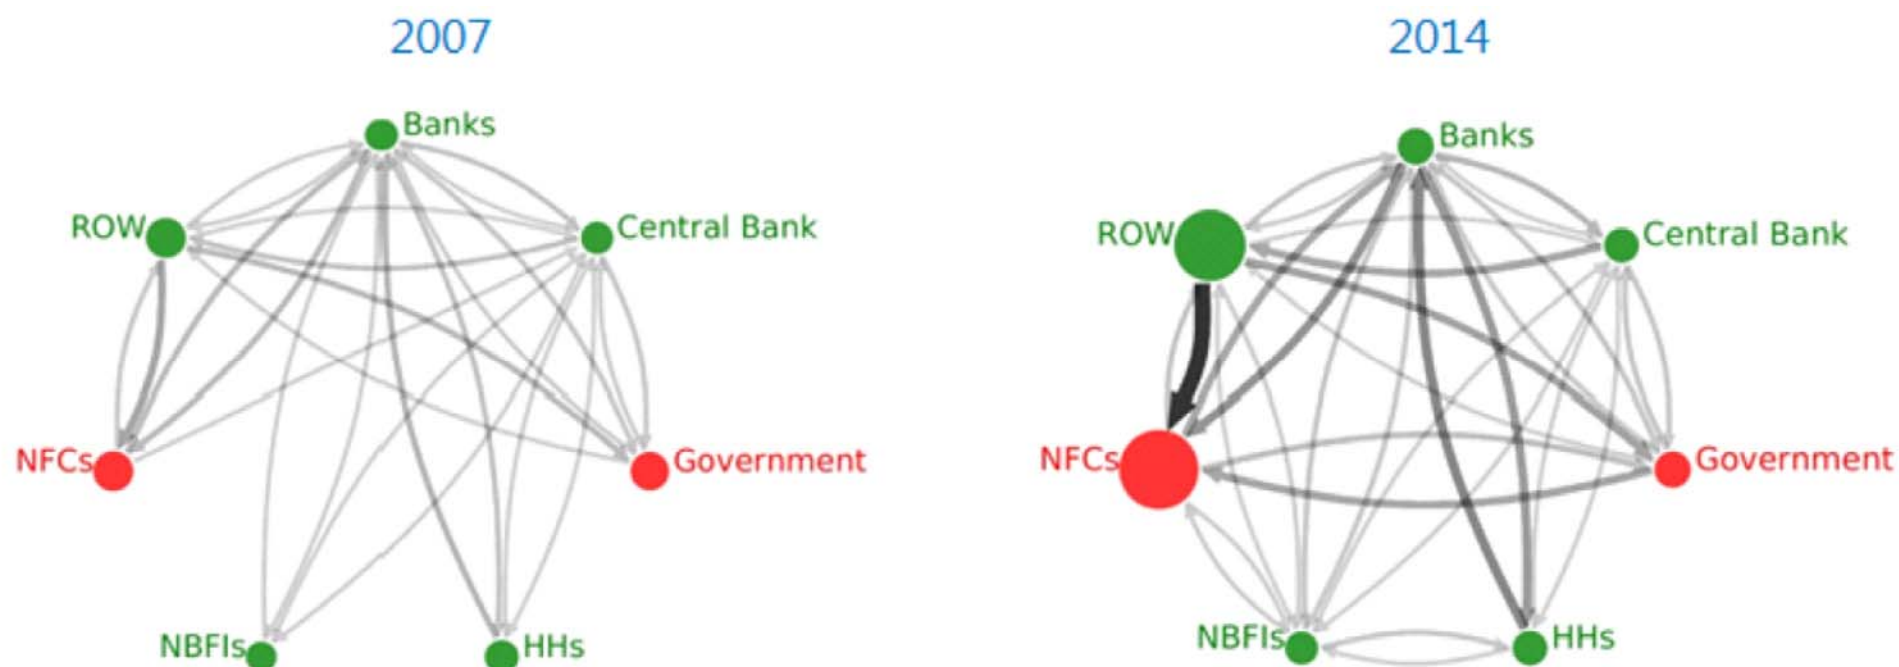 2007
Banks
ROW
Central Bank
NFCs
Government
NBFIs
HHs
2014
Banks
ROW
Central Bank
NFCs
Government
NBFIs
HHs